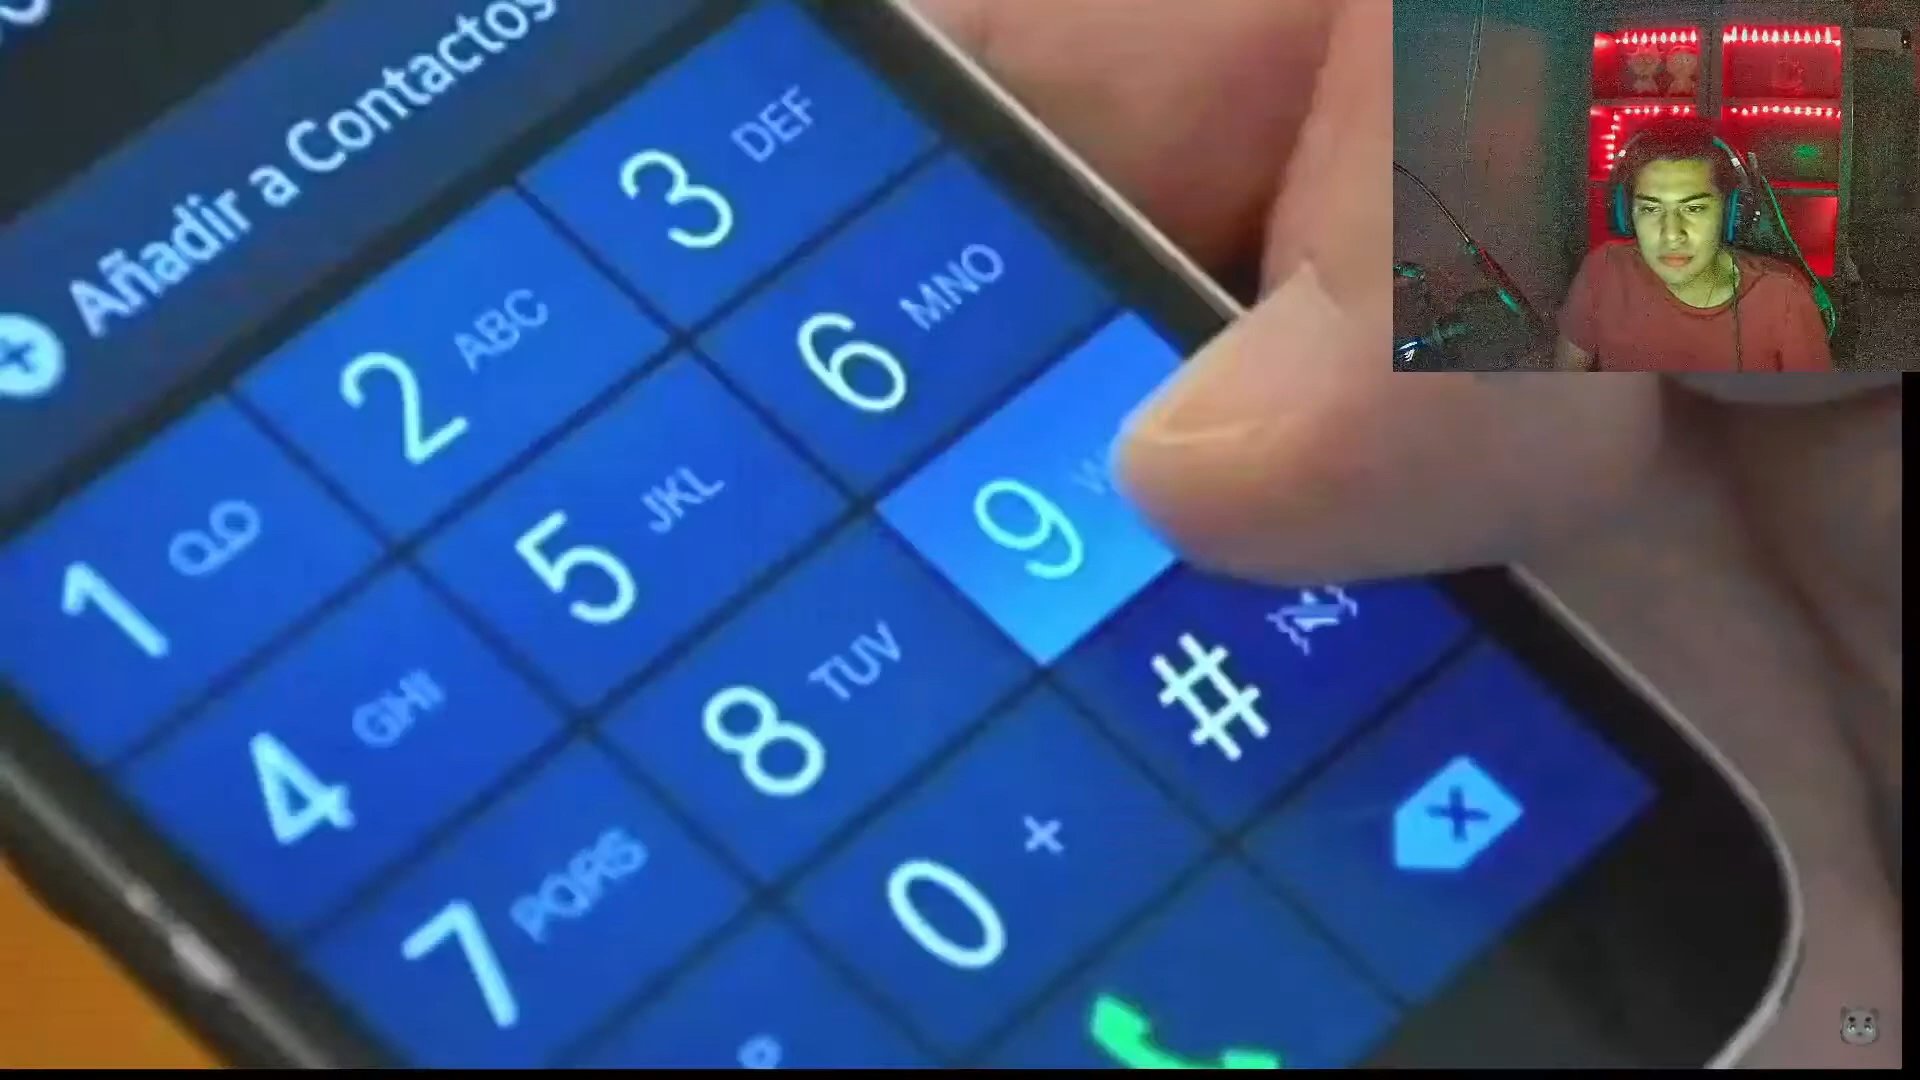 Añadir a Contactos
1
2 ABC
3 DEF
4 GHI
5 JKL
6 MNO
7 PQRS
8 TUV
9 W
0 +
#